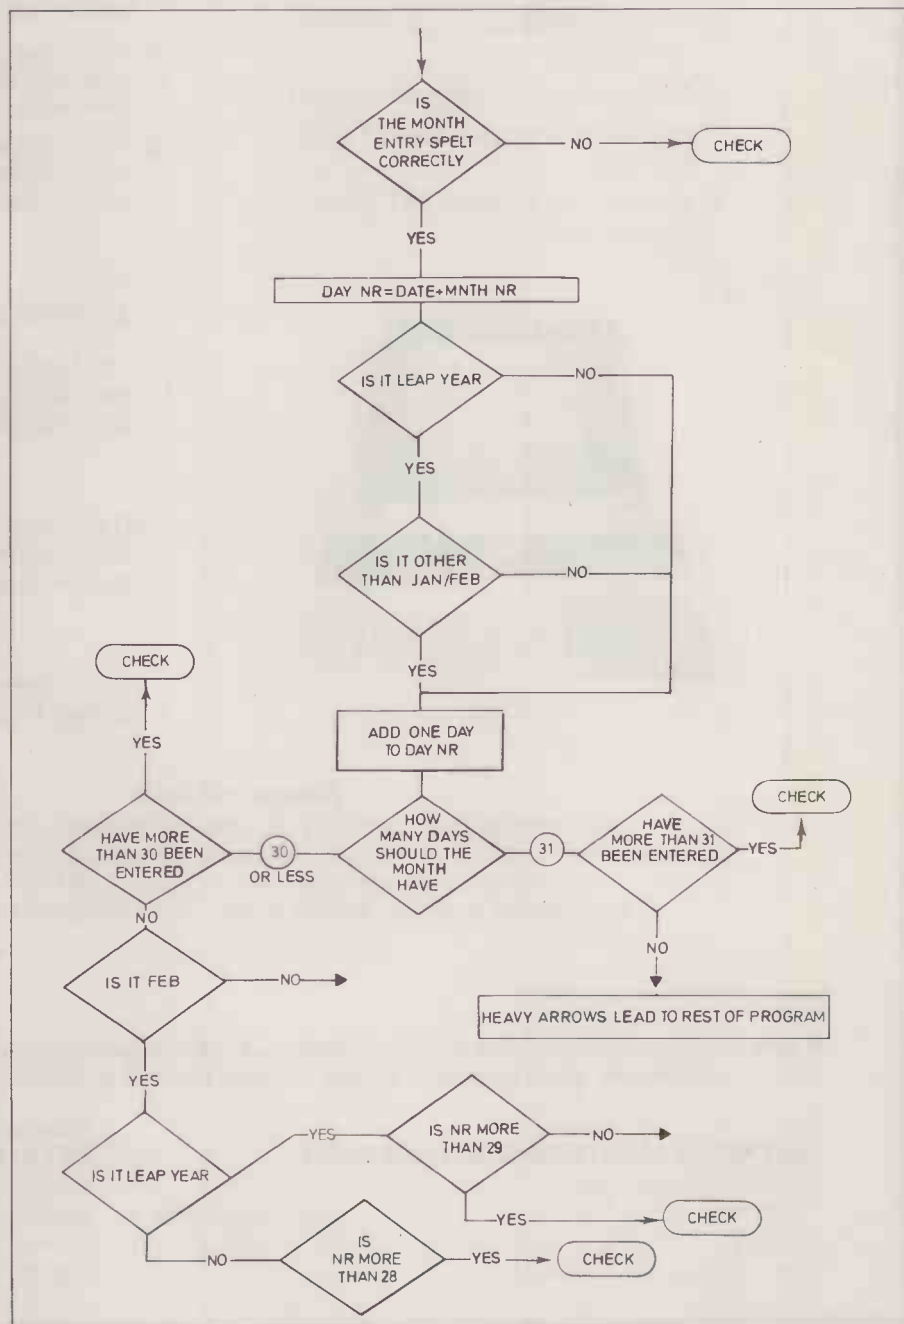 IS
THE MONTH
ENTRY SPELT
CORRECTLY
NO
CHECK
YES
DAY NR=DATE+MNTH NR
IS IT LEAP YEAR
NO
YES
IS IT OTHER
THAN JAN/FEB
NO
YES
ADD ONE DAY
TO DAY NR
HOW
MANY DAYS
SHOULD THE
MONTH
HAVE
30
OR LESS
HAVE MORE
THAN 30 BEEN
ENTERED
YES
CHECK
31
HAVE
MORE THAN 31
BEEN ENTERED
YES
CHECK
NO
HEAVY ARROWS LEAD TO REST OF PROGRAM
NO
IS IT FEB
NO
YES
IS IT LEAP YEAR
YES
IS NR MORE
THAN 29
NO
YES
CHECK
NO
IS
NR MORE
THAN 28
YES
CHECK